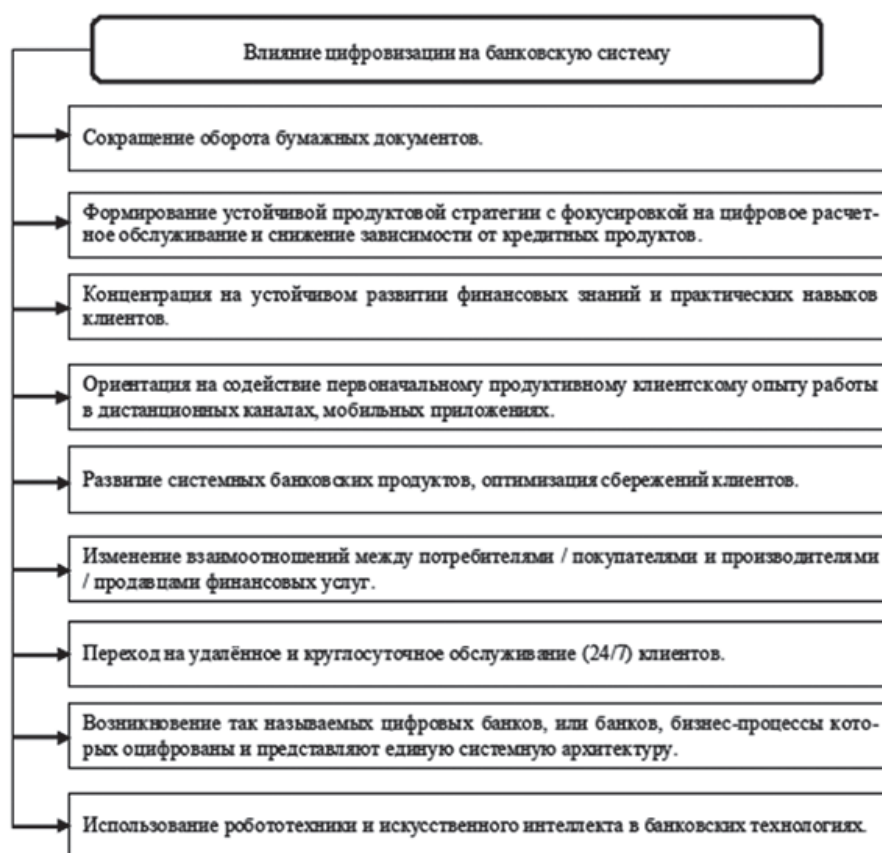 Влияние цифровизации на банковскую систему
Сокращение оборота бумажных документов.
Формирование устойчивой продуктовой стратегии с фокусировкой на цифровое расчет-
ное обслуживание и снижение зависимости от кредитных продуктов.
Концентрация на устойчивом развитии финансовых знаний и практических навыков
клиентов.
Ориентация на содействие первоначальному продуктивному клиентскому опыту работы
в дистанционных каналах, мобильных приложениях.
Развитие системных банковских продуктов, оптимизация сбережений клиентов.
Изменение взаимоотношений между потребителями / покупателями и производителями
/ продавцами финансовых услуг.
Переход на удалённое и круглосуточное обслуживание (24/7) клиентов.
Возникновение так называемых цифровых банков, или банков, бизнес-процессы кото-
рых оцифрованы и представляют единую системную архитектуру.
Использование робототехники и искусственного интеллекта в банковских технологиях.